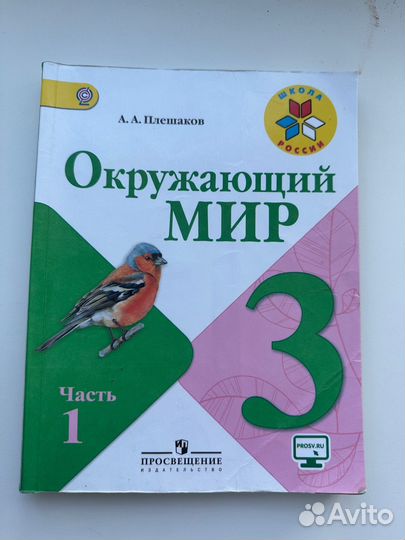 А. А. Плешаков
ШКОЛА
РОССИИ
Окружающий
МИР
3
Часть
1
PROSV.RU
ПРОСВЕЩЕНИЕ
ИЗДАТЕЛЬСТВО
Avito